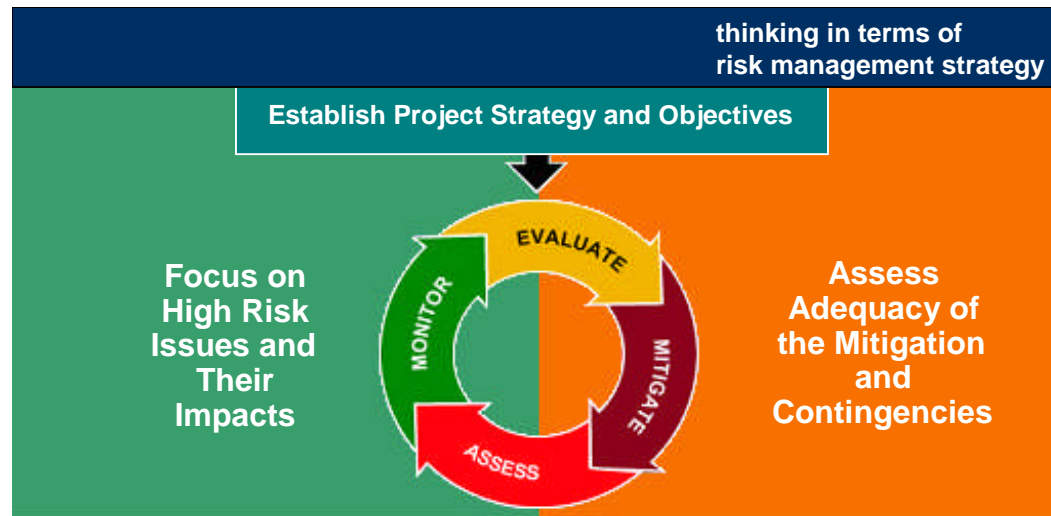 thinking in terms of
risk management strategy
Establish Project Strategy and Objectives
EVALUATE
MITIGATE
ASSESS
MONITOR
Focus on
High Risk
Issues and
Their
Impacts
Assess
Adequacy of
the Mitigation
and
Contingencies